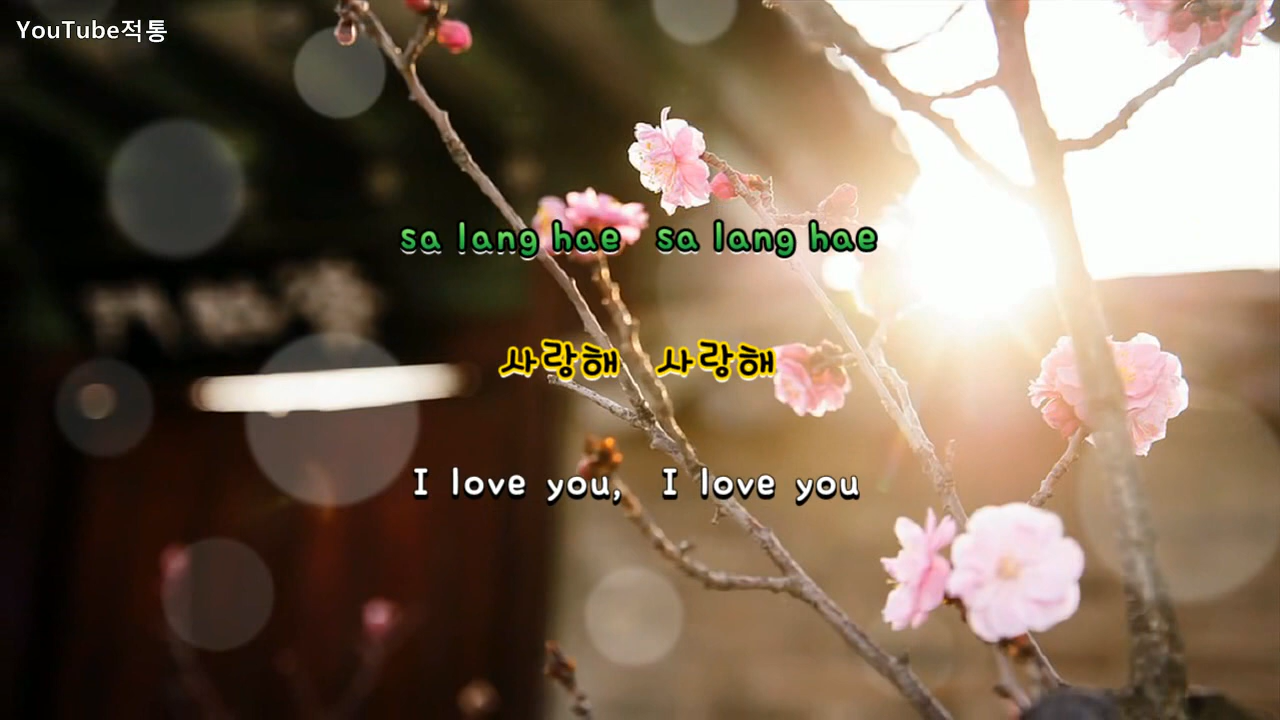 YouTube적통
sa lang hae sa lang hae
사랑해 사랑해
I love you, I love you